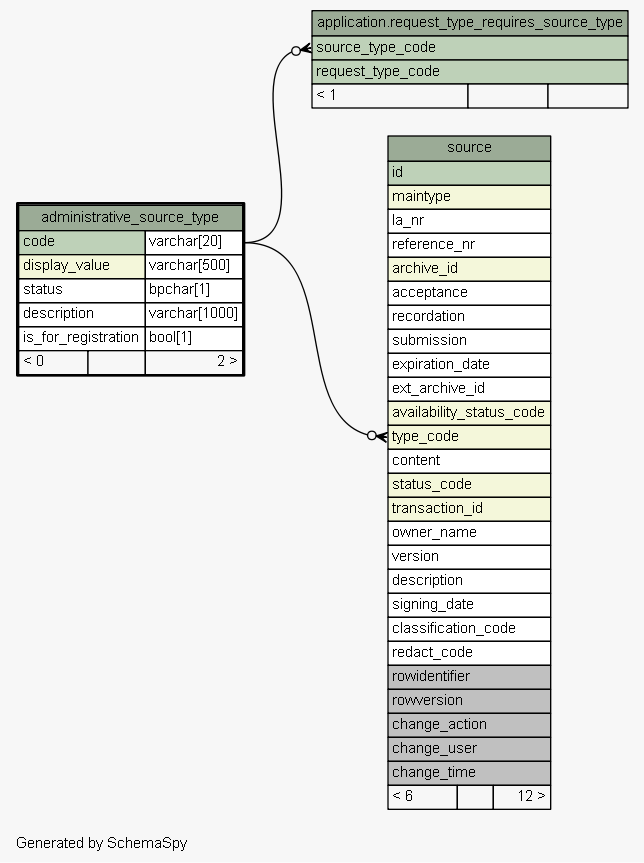 application.request_type_requires_source_type
source_type_code
request_type_code
< 1
source
id
maintype
la_nr
reference_nr
archive_id
acceptance
recordation
submission
expiration_date
ext_archive_id
availability_status_code
type_code
content
status_code
transaction_id
owner_name
version
description
signing_date
classification_code
redact_code
rowidentifier
rowversion
change_action
change_user
change_time
< 6 12 >
administrative_source_type
code varchar[20]
display_value varchar[500]
status bpchar[1]
description varchar[1000]
is_for_registration bool[1]
< 0 2 >
Generated by SchemaSpy